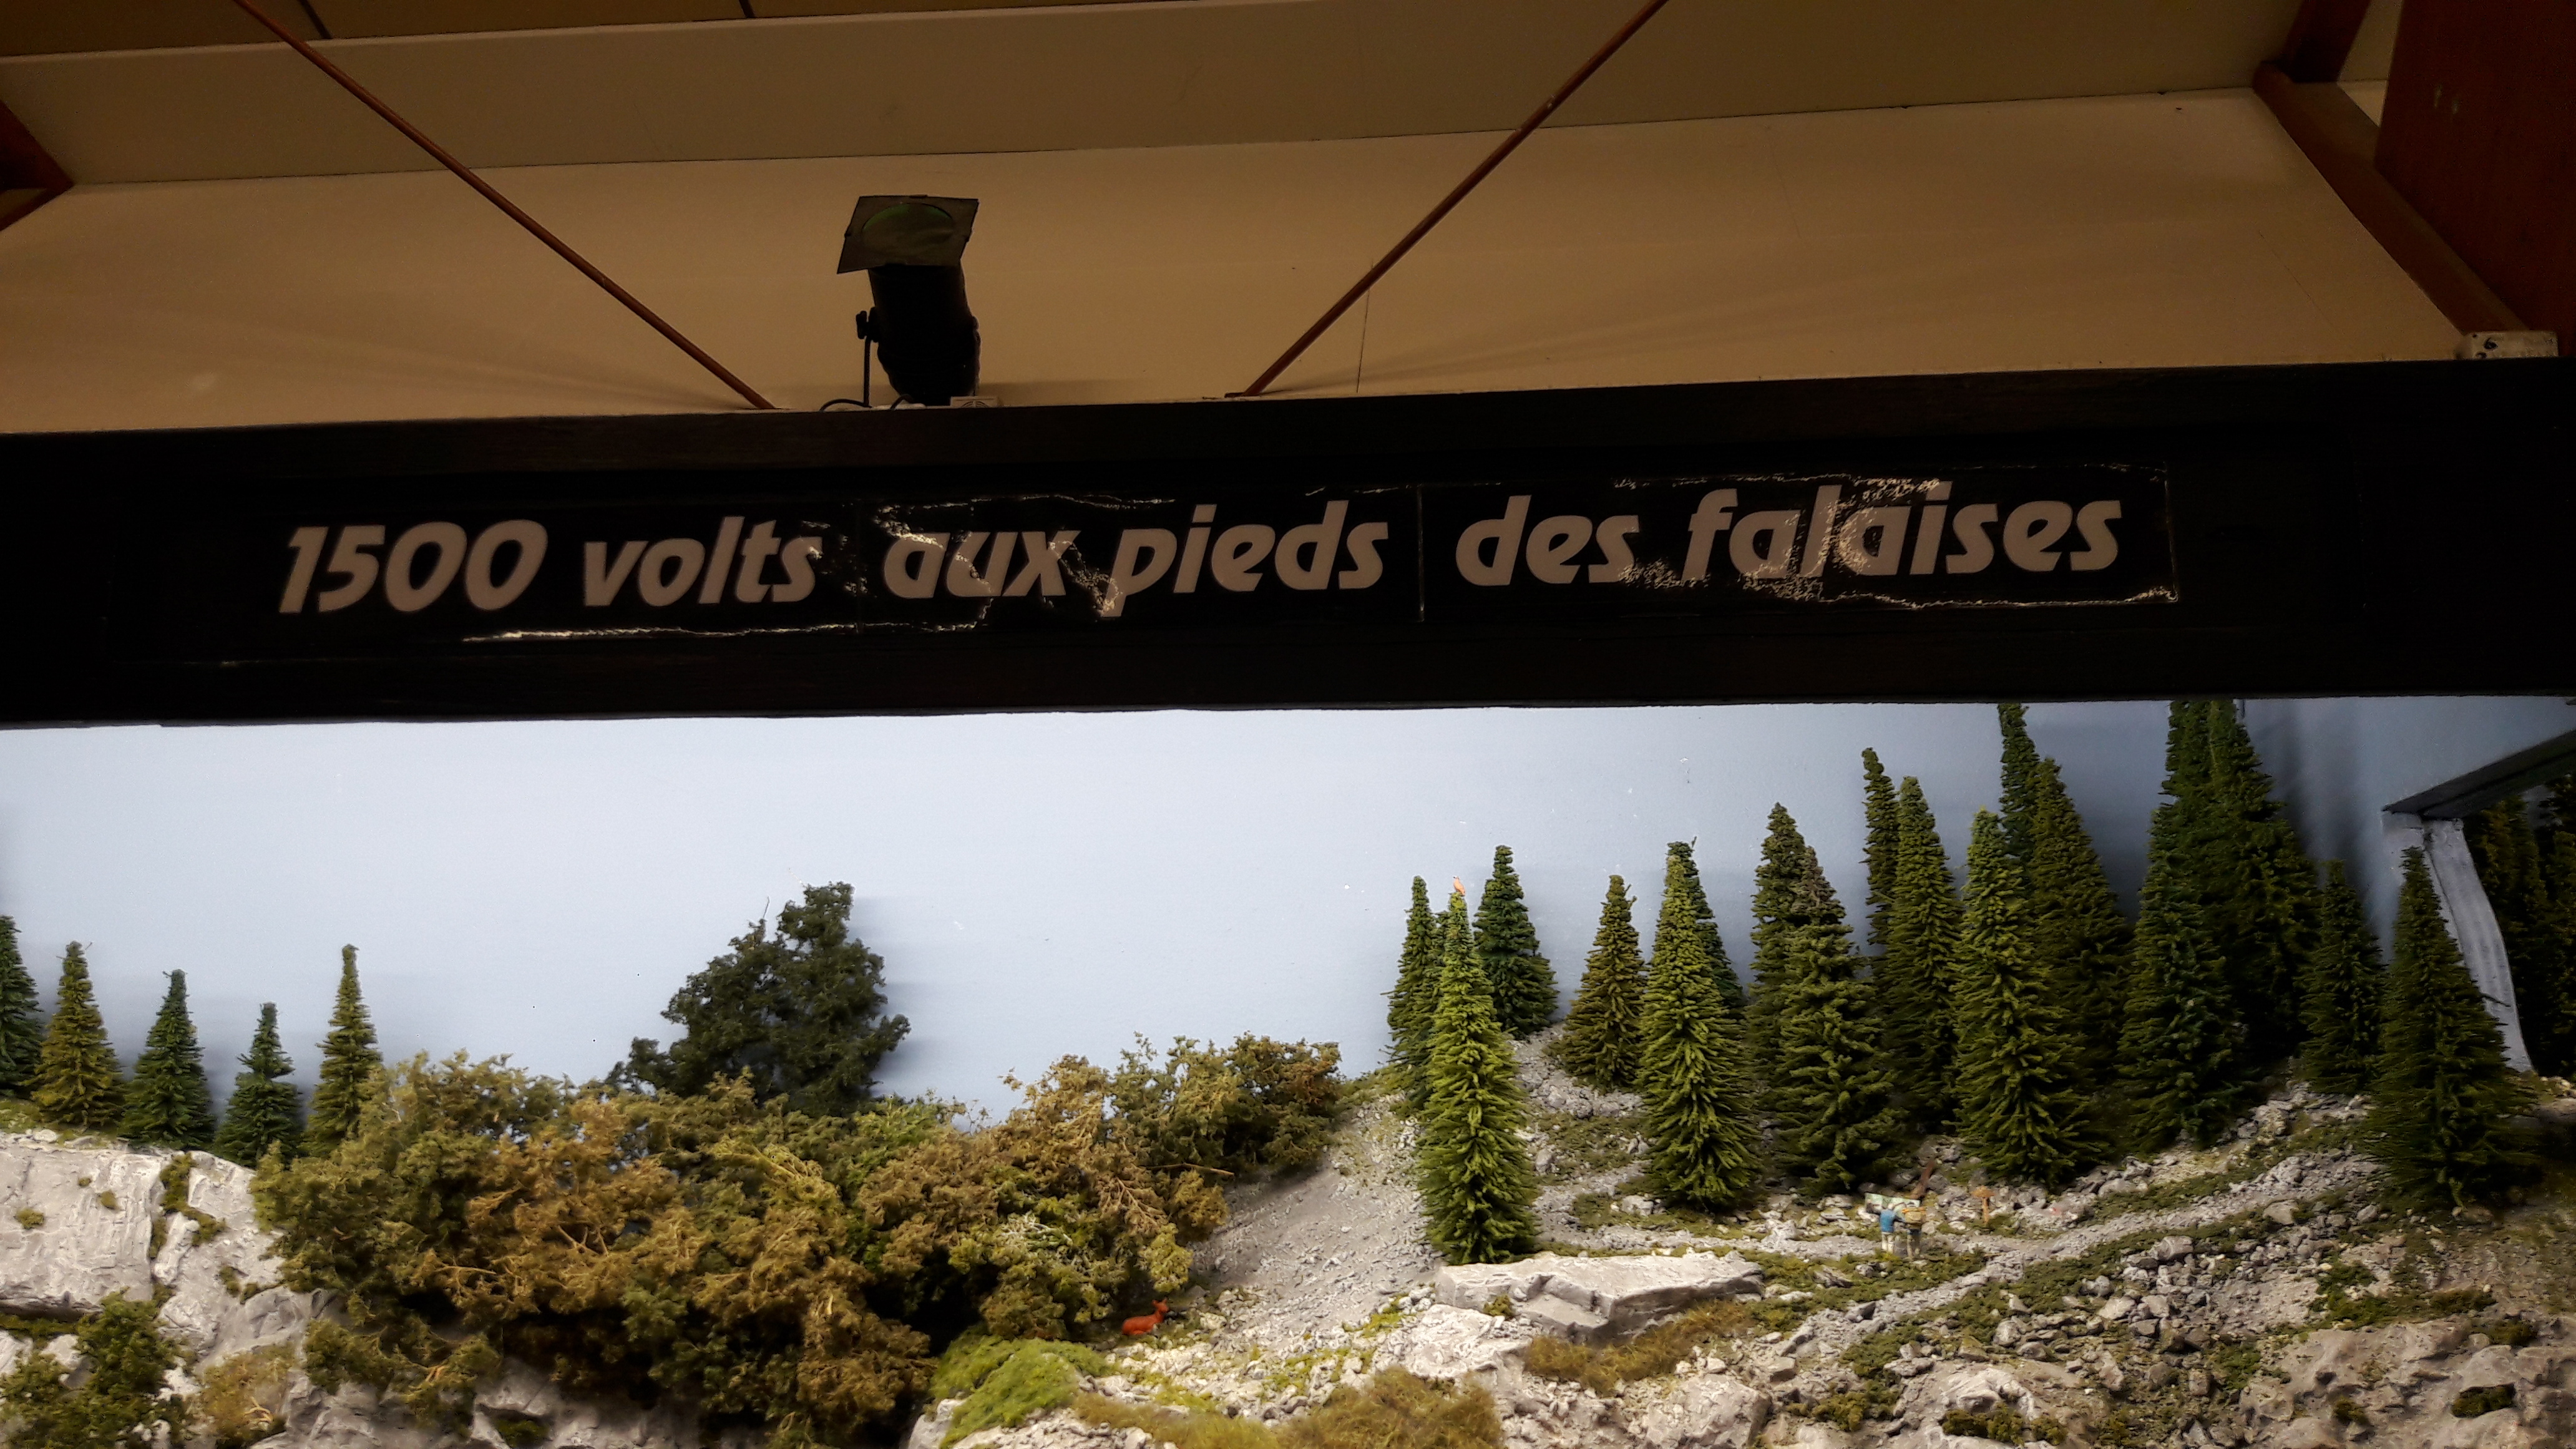 1500 volts aux pieds des falaises